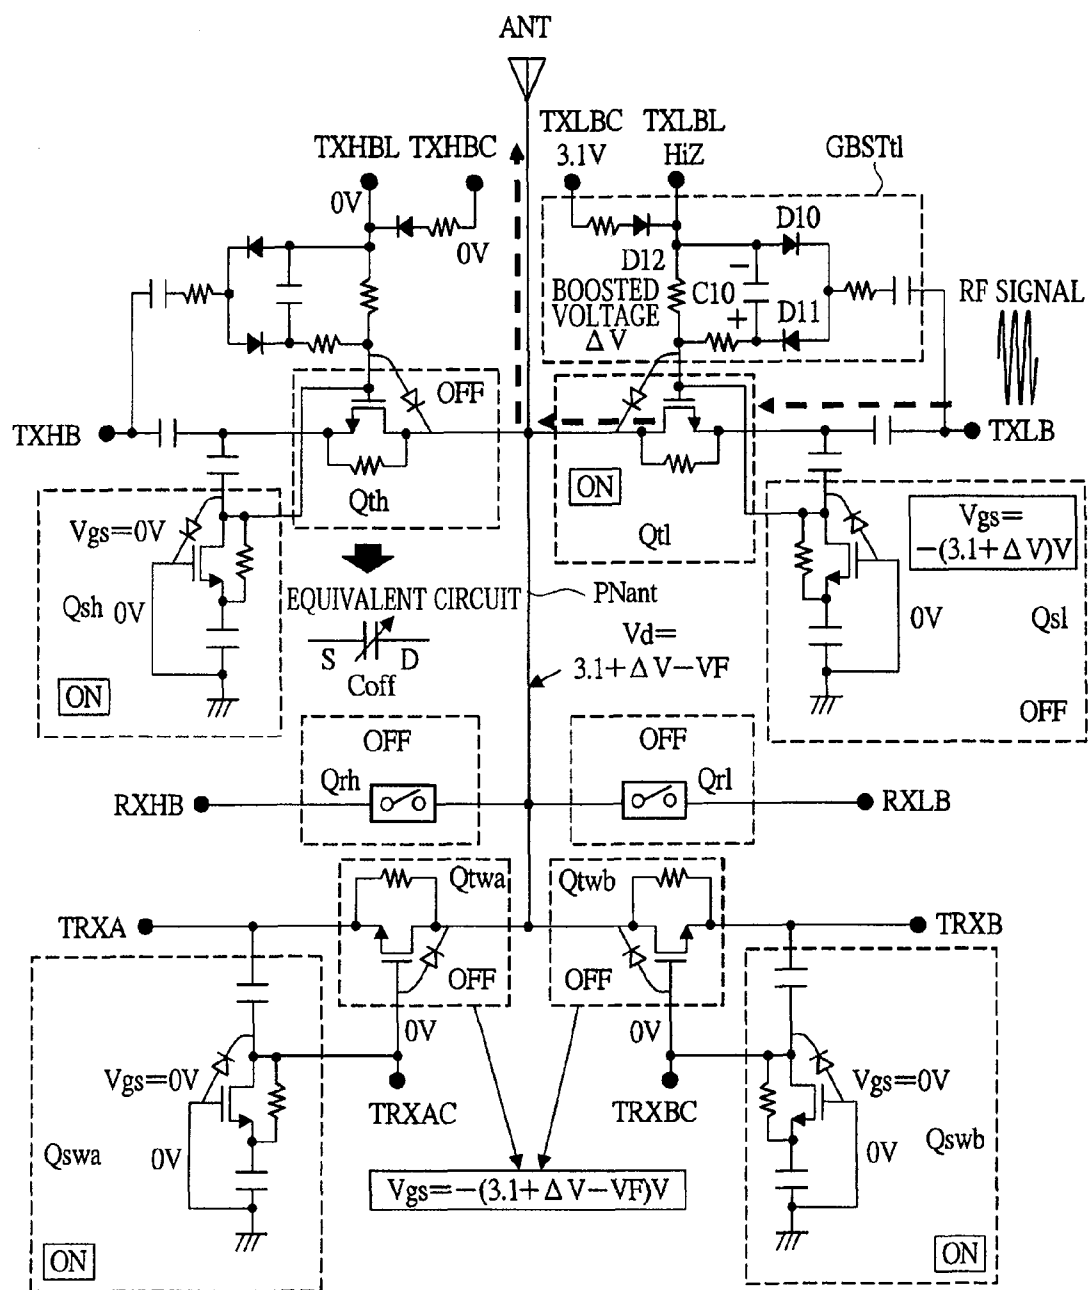 ANT
TXHBL TXHBC
0V
0V
TXLBC
3.1V
TXLBL
HiZ
GBSTtl
D10
D12
BOOSTED
VOLTAGE
ΔV
C10
−
+
D11
RF SIGNAL
OFF
TXHB
Qth
ON
Qtl
TXLB
Vgs=0V
Qsh
0V
ON
EQUIVALENT CIRCUIT
S
D
Coff
PNant
Vd=
3.1+ΔV−VF
Vgs=
−(3.1+ΔV)V
0V
Qsl
OFF
OFF
Qrh
RXHB
OFF
Qrl
RXLB
Qtwa
OFF
TRXA
Qtwb
OFF
TRXB
0V
TRXAC
0V
TRXBC
Vgs=0V
Qswa
0V
ON
Vgs=0V
0V
Qswb
ON
Vgs=−(3.1+ΔV−VF)V